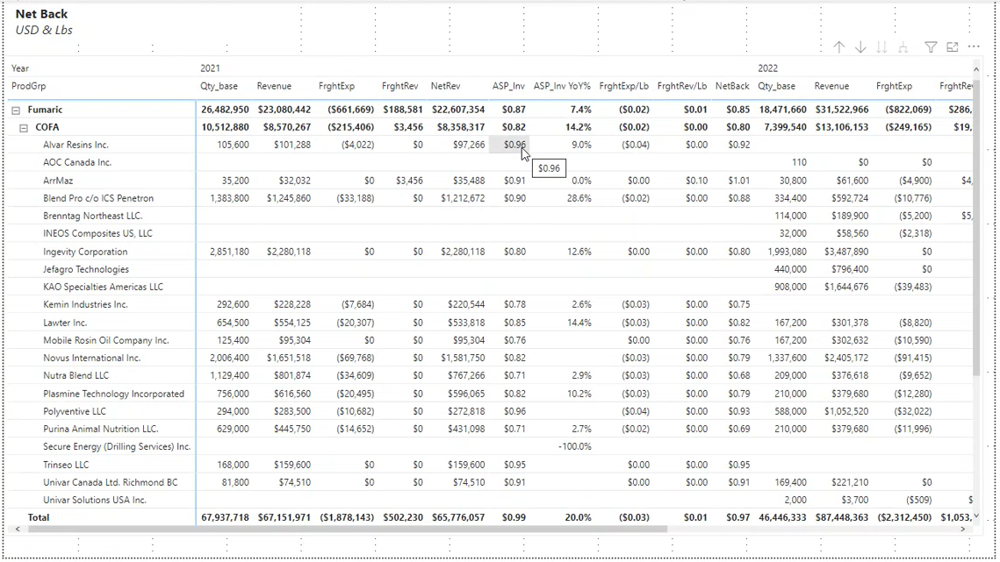 Net Back
USD & Lbs
Year 2021 2022
ProdGrp Qty_base Revenue FrghtExp FrghtRev NetRev ASP_Inv ASP_Inv YoY% FrghtExp/Lb FrghtRev/Lb NetBack Qty_base Revenue FrghtExp FrghtRev
Fumaric 26,482,950 $23,080,442 ($661,669) $188,581 $22,607,354 $0.87 7.4% ($0.02) $0.01 $0.85 18,471,660 $31,522,966 ($822,069) $286,
COFA 10,512,880 $8,570,267 ($215,406) $3,456 $8,358,317 $0.82 14.2% ($0.02) $0.00 $0.80 7,399,540 $13,106,153 ($249,165) $19,
Alvar Resins Inc. 105,600 $101,288 ($4,022) $0 $97,266 $0.96 9.0% ($0.04) $0.00 $0.92
AOC Canada Inc. 110 $0 $0
$0.96
ArrMaz 35,200 $32,032 $0 $3,456 $35,488 $0.91 0.0% $0.00 $0.10 $1.01 30,800 $61,600 ($4,900) $4,
Blend Pro c/o ICS Penetron 1,383,800 $1,245,860 ($33,188) $0 $1,212,672 $0.90 28.6% ($0.02) $0.00 $0.88 334,400 $592,724 ($10,776)
Brenntag Northeast LLC. 114,000 $189,900 ($5,200) $5,
INEOS Composites US, LLC 32,000 $58,560 ($2,318)
Ingevity Corporation 2,851,180 $2,280,118 $0 $0 $2,280,118 $0.80 12.6% $0.00 $0.00 $0.80 1,993,080 $3,487,890 $0
Jefagro Technologies 440,000 $796,400 $0
KAO Specialties Americas LLC 908,000 $1,644,676 ($39,483)
Kemin Industries Inc. 292,600 $228,228 ($7,684) $0 $220,544 $0.78 2.6% ($0.03) $0.00 $0.75
Lawter Inc. 654,500 $554,125 ($20,307) $0 $533,818 $0.85 14.4% ($0.03) $0.00 $0.82 167,200 $301,378 ($8,820)
Mobile Rosin Oil Company Inc. 125,400 $95,304 $0 $0 $95,304 $0.76 $0.00 $0.00 $0.76 167,200 $302,632 ($10,590)
Novus International Inc. 2,006,400 $1,651,518 ($69,768) $0 $1,581,750 $0.82 ($0.03) $0.00 $0.79 1,337,600 $2,405,172 ($91,415)
Nutra Blend LLC 1,129,400 $801,874 ($34,609) $0 $767,266 $0.71 2.9% ($0.03) $0.00 $0.68 209,000 $376,618 ($9,652)
Plasmine Technology Incorporated 756,000 $616,560 ($20,495) $0 $596,065 $0.82 10.2% ($0.03) $0.00 $0.79 210,000 $379,680 ($12,280)
Polyventive LLC 294,000 $283,500 ($10,682) $0 $272,818 $0.96 ($0.04) $0.00 $0.93 588,000 $1,052,520 ($32,022)
Purina Animal Nutrition LLC. 629,000 $445,750 ($14,652) $0 $431,098 $0.71 2.7% ($0.02) $0.00 $0.69 210,000 $379,680 ($11,996)
Secure Energy (Drilling Services) Inc. -100.0%
Trinseo LLC 168,000 $159,600 $0 $0 $159,600 $0.95 $0.00 $0.00 $0.95
Univar Canada Ltd. Richmond BC 81,800 $74,510 $0 $0 $74,510 $0.91 $0.00 $0.00 $0.91 169,400 $221,210 $0
Univar Solutions USA Inc. 2,000 $3,700 ($509) $
Total 67,937,718 $67,151,971 ($1,878,143) $502,230 $65,776,057 $0.99 20.0% ($0.03) $0.01 $0.97 46,446,333 $87,448,363 ($2,312,450) $1,053,